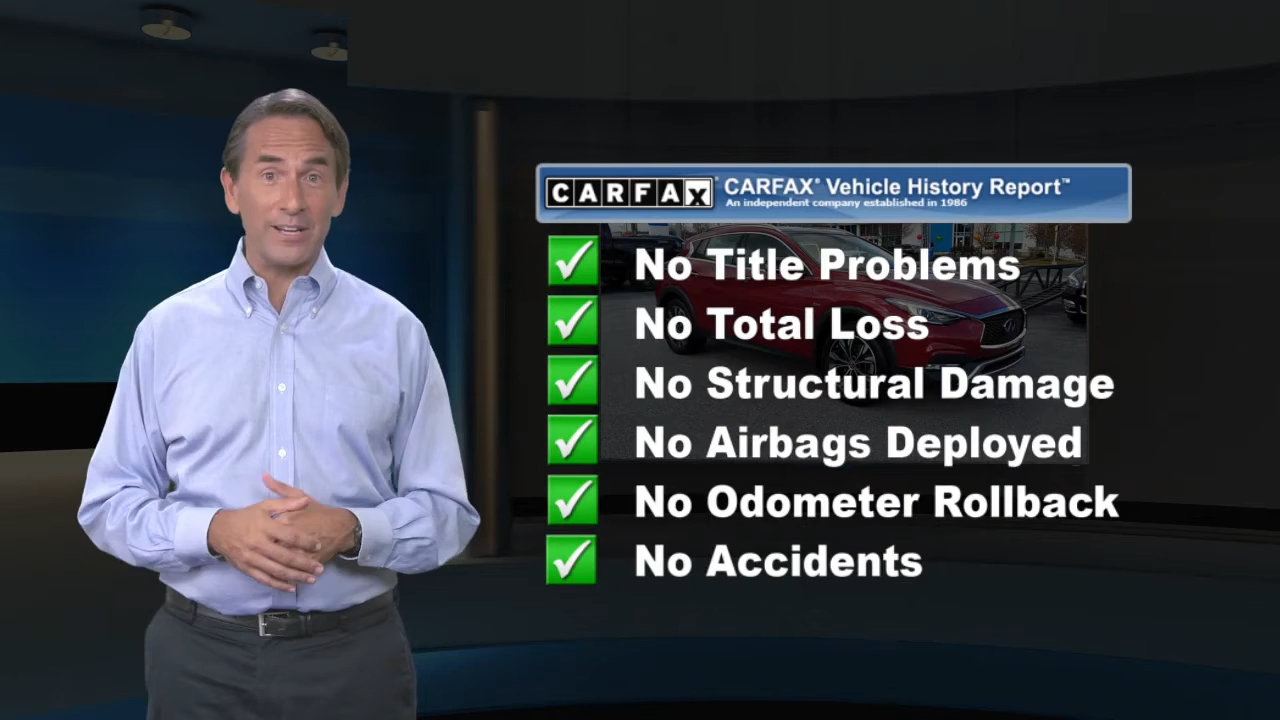 CARFAX® CARFAX® Vehicle History Report™
An independent company established in 1986
No Title Problems
No Total Loss
No Structural Damage
No Airbags Deployed
No Odometer Rollback
No Accidents